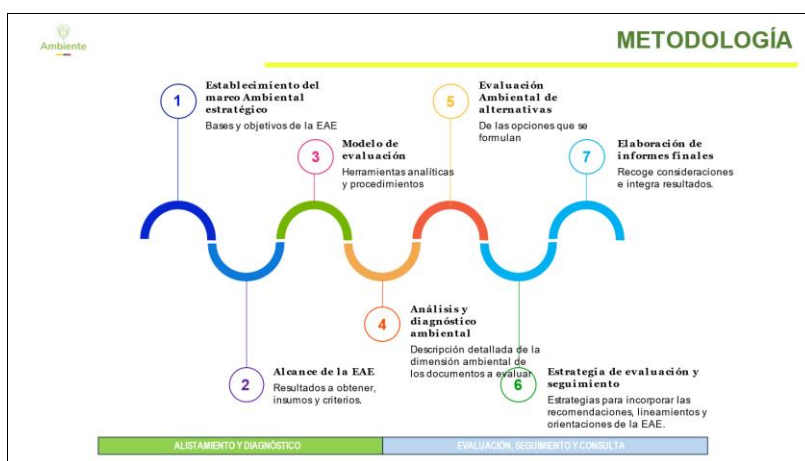 Ambiente
METODOLOGÍA
1
Establecimiento del
marco Ambiental
estratégico
Bases y objetivos de la EAE
2
Alcance de la EAE
Resultados a obtener,
insumos y criterios.
3
Modelo de
evaluación
Herramientas analíticas
y procedimientos
4
Análisis y
diagnóstico
ambiental
Descripción detallada de la
dimensión ambiental de
los documentos a evaluar
5
Evaluación
Ambiental de
alternativas
De las opciones que se
formulan
6
Estrategia de evaluación y
seguimiento
Estrategias para incorporar las
recomendaciones, lineamientos y
orientaciones de la EAE.
7
Elaboración de
informes finales
Recoge consideraciones
e integra resultados.
ALISTAMIENTO Y DIAGNÓSTICO
EVALUACIÓN, SEGUIMIENTO Y CONSULTA